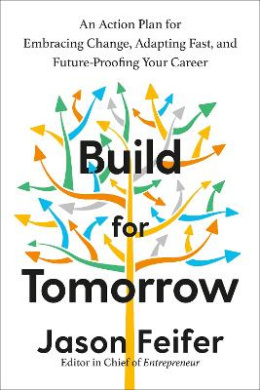 An Action Plan for
Embracing Change, Adapting Fast, and
Future-Proofing Your Career
Build
for
Tomorrow
Jason Feifer
Editor in Chief of Entrepreneur